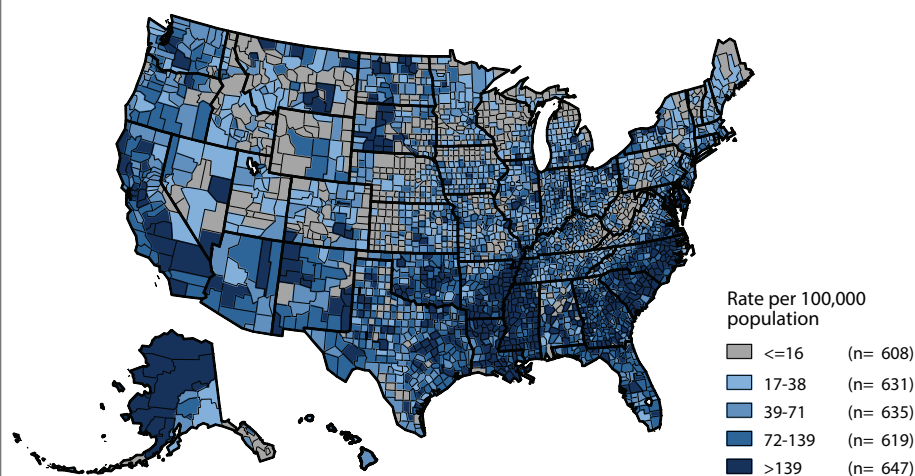 Rate per 100,000
population
<=16 (n= 608)
17-38 (n= 631)
39-71 (n= 635)
72-139 (n= 619)
>139 (n= 647)